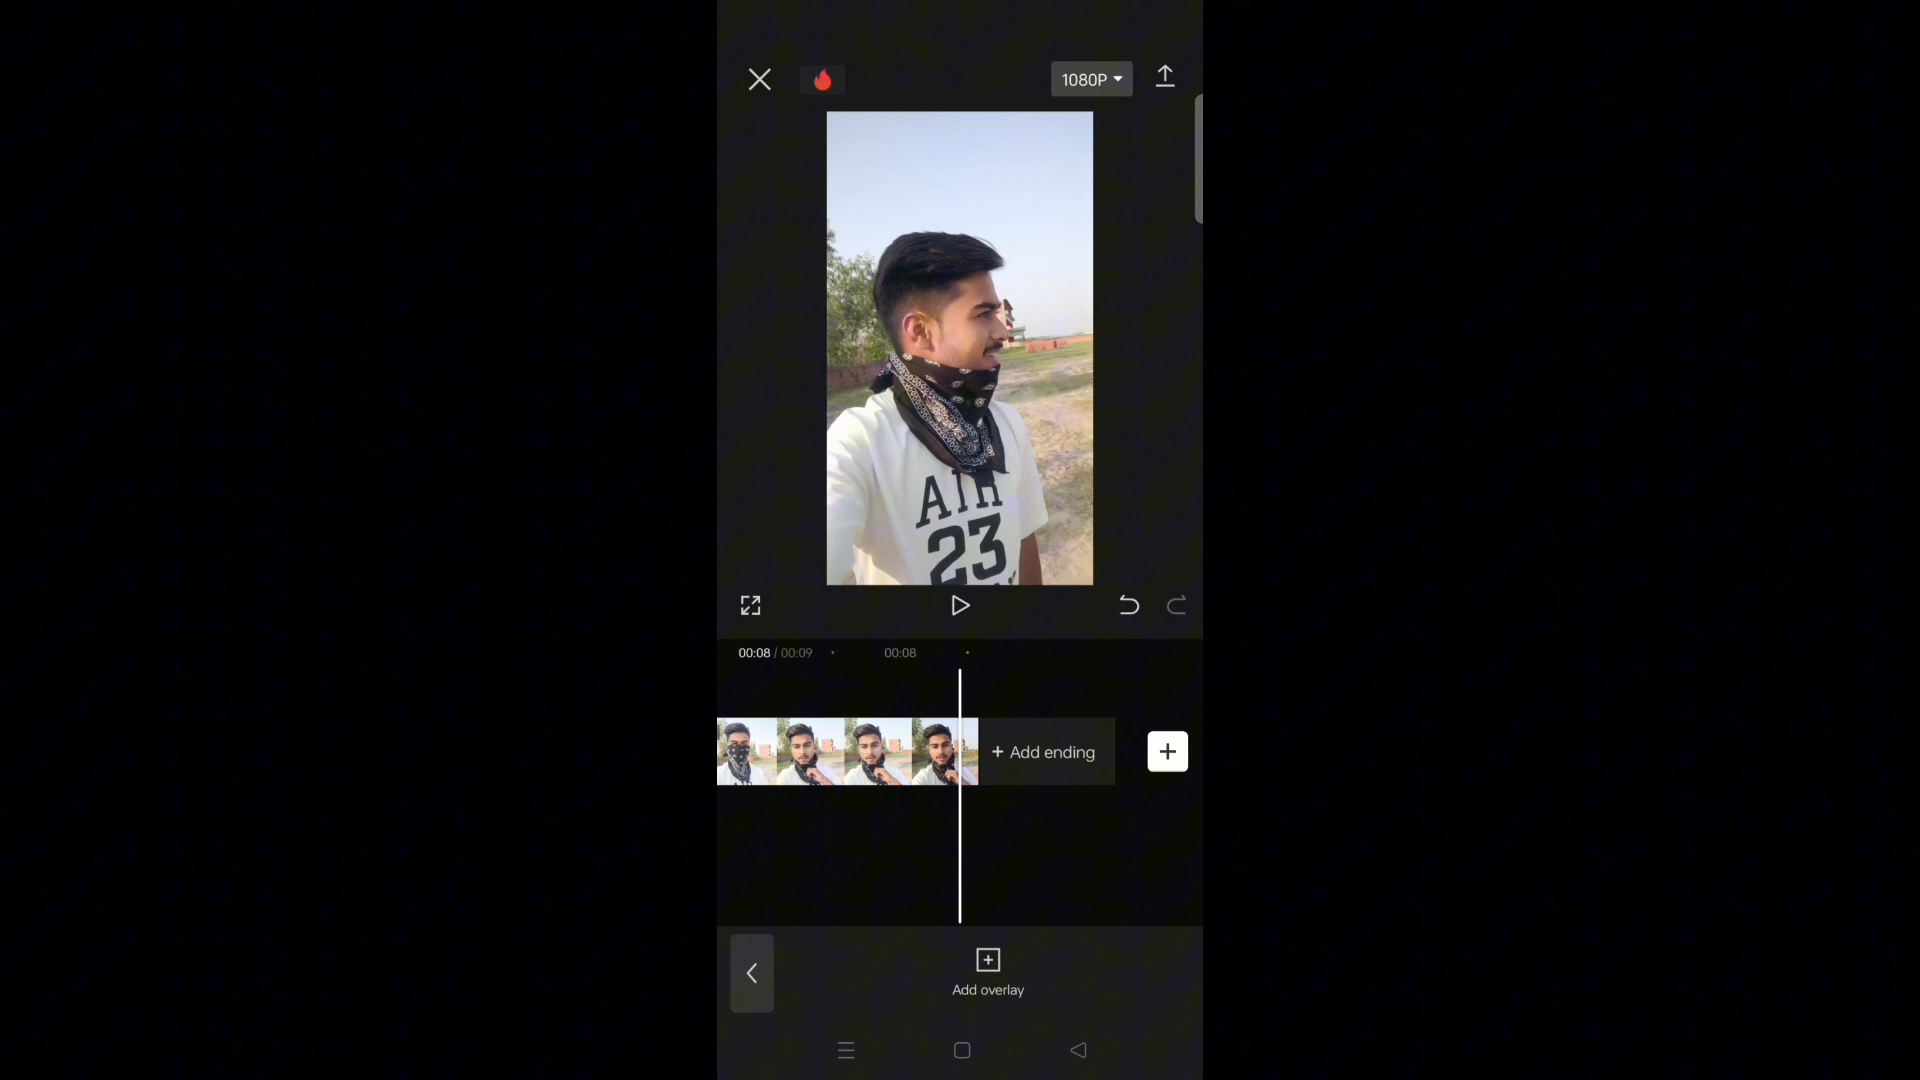 1080P
AIR
23
00:08 / 00:09
00:08
+ Add ending
Add overlay